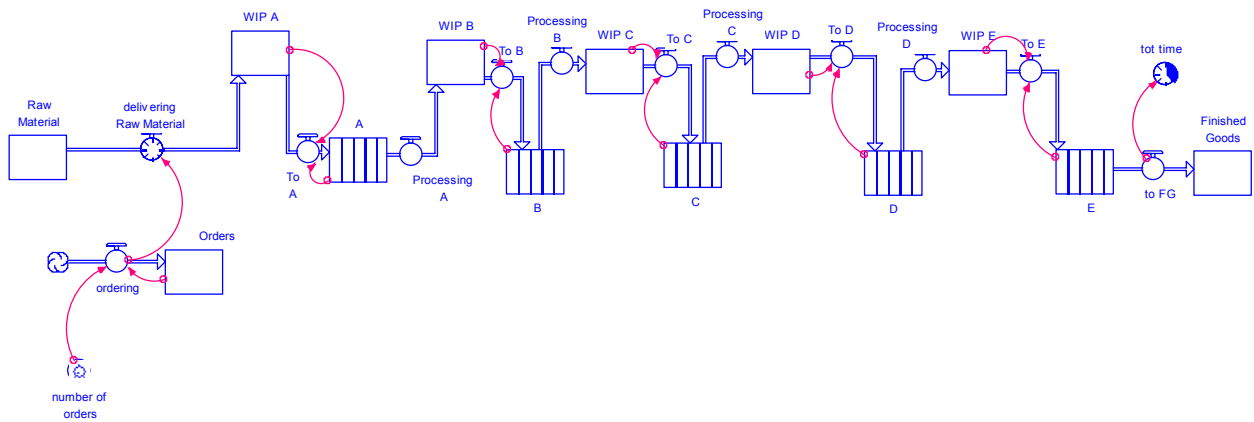 WIP A
WIP B
To B
Processing
B
WIP C
To C
Processing
C
WIP D
To D
Processing
D
WIP E
To E
tot time
Raw
Material
delivering
Raw Material
A
To
A
Processing
A
B
C
D
E
to FG
Finished
Goods
Orders
ordering
number of
orders